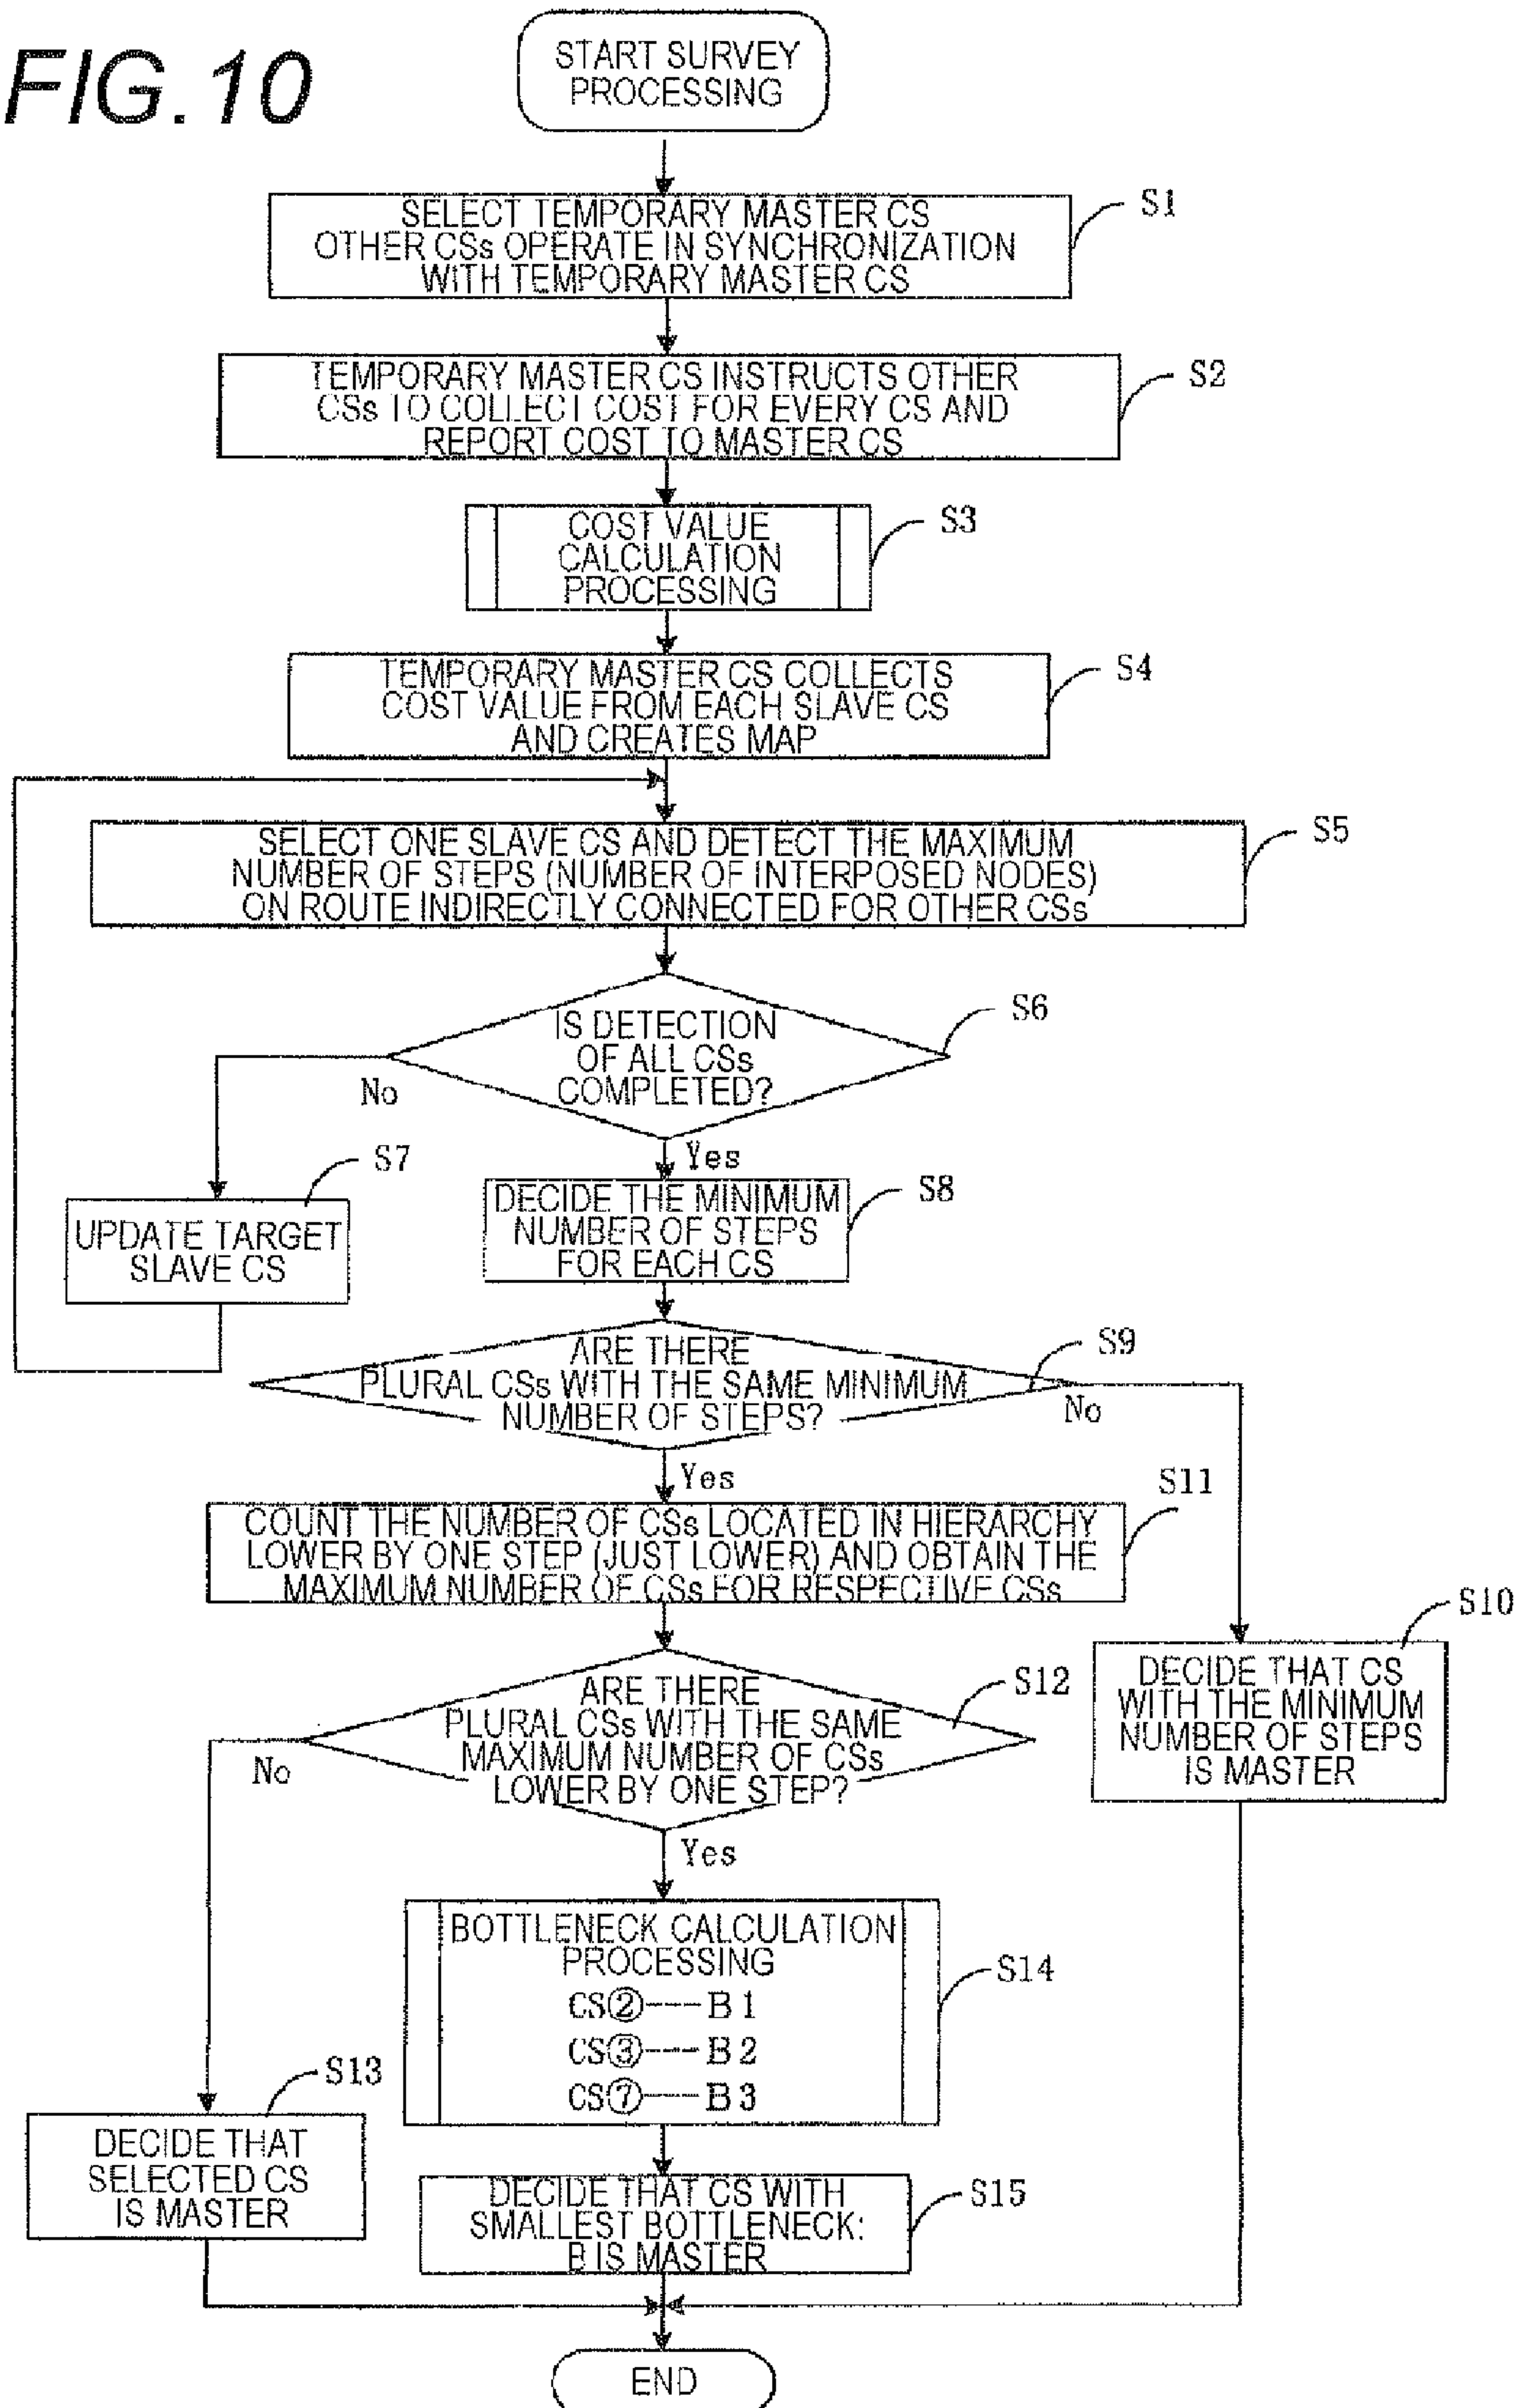 FIG. 10
START SURVEY
PROCESSING
SELECT TEMPORARY MASTER CS
OTHER CSs OPERATE IN SYNCHRONIZATION
WITH TEMPORARY MASTER CS
S1
TEMPORARY MASTER CS INSTRUCTS OTHER
CSs TO COLLECT COST FOR EVERY CS AND
REPORT COST TO MASTER CS
S2
COST VALUE
CALCULATION
PROCESSING
S3
TEMPORARY MASTER CS COLLECTS
COST VALUE FROM EACH SLAVE CS
AND CREATES MAP
S4
SELECT ONE SLAVE CS AND DETECT THE MAXIMUM
NUMBER OF STEPS (NUMBER OF INTERPOSED NODES)
ON ROUTE INDIRECTLY CONNECTED FOR OTHER CSs
S5
IS DETECTION
OF ALL CSs
COMPLETED?
S6
No
Yes
S7
UPDATE TARGET
SLAVE CS
DECIDE THE MINIMUM
NUMBER OF STEPS
FOR EACH CS
S8
ARE THERE
PLURAL CSs WITH THE SAME MINIMUM
NUMBER OF STEPS?
S9
No
Yes
COUNT THE NUMBER OF CSs LOCATED IN HIERARCHY
LOWER BY ONE STEP (JUST LOWER) AND OBTAIN THE
MAXIMUM NUMBER OF CSs FOR RESPECTIVE CSs
S11
S10
DECIDE THAT CS
WITH THE MINIMUM
NUMBER OF STEPS
IS MASTER
ARE THERE
PLURAL CSs WITH THE SAME
MAXIMUM NUMBER OF CSs
LOWER BY ONE STEP?
S12
No
Yes
BOTTLENECK CALCULATION
PROCESSING
CS②----B1
CS③----B2
CS⑦----B3
S14
S13
DECIDE THAT
SELECTED CS
IS MASTER
DECIDE THAT CS WITH
SMALLEST BOTTLENECK:
B IS MASTER
S15
END